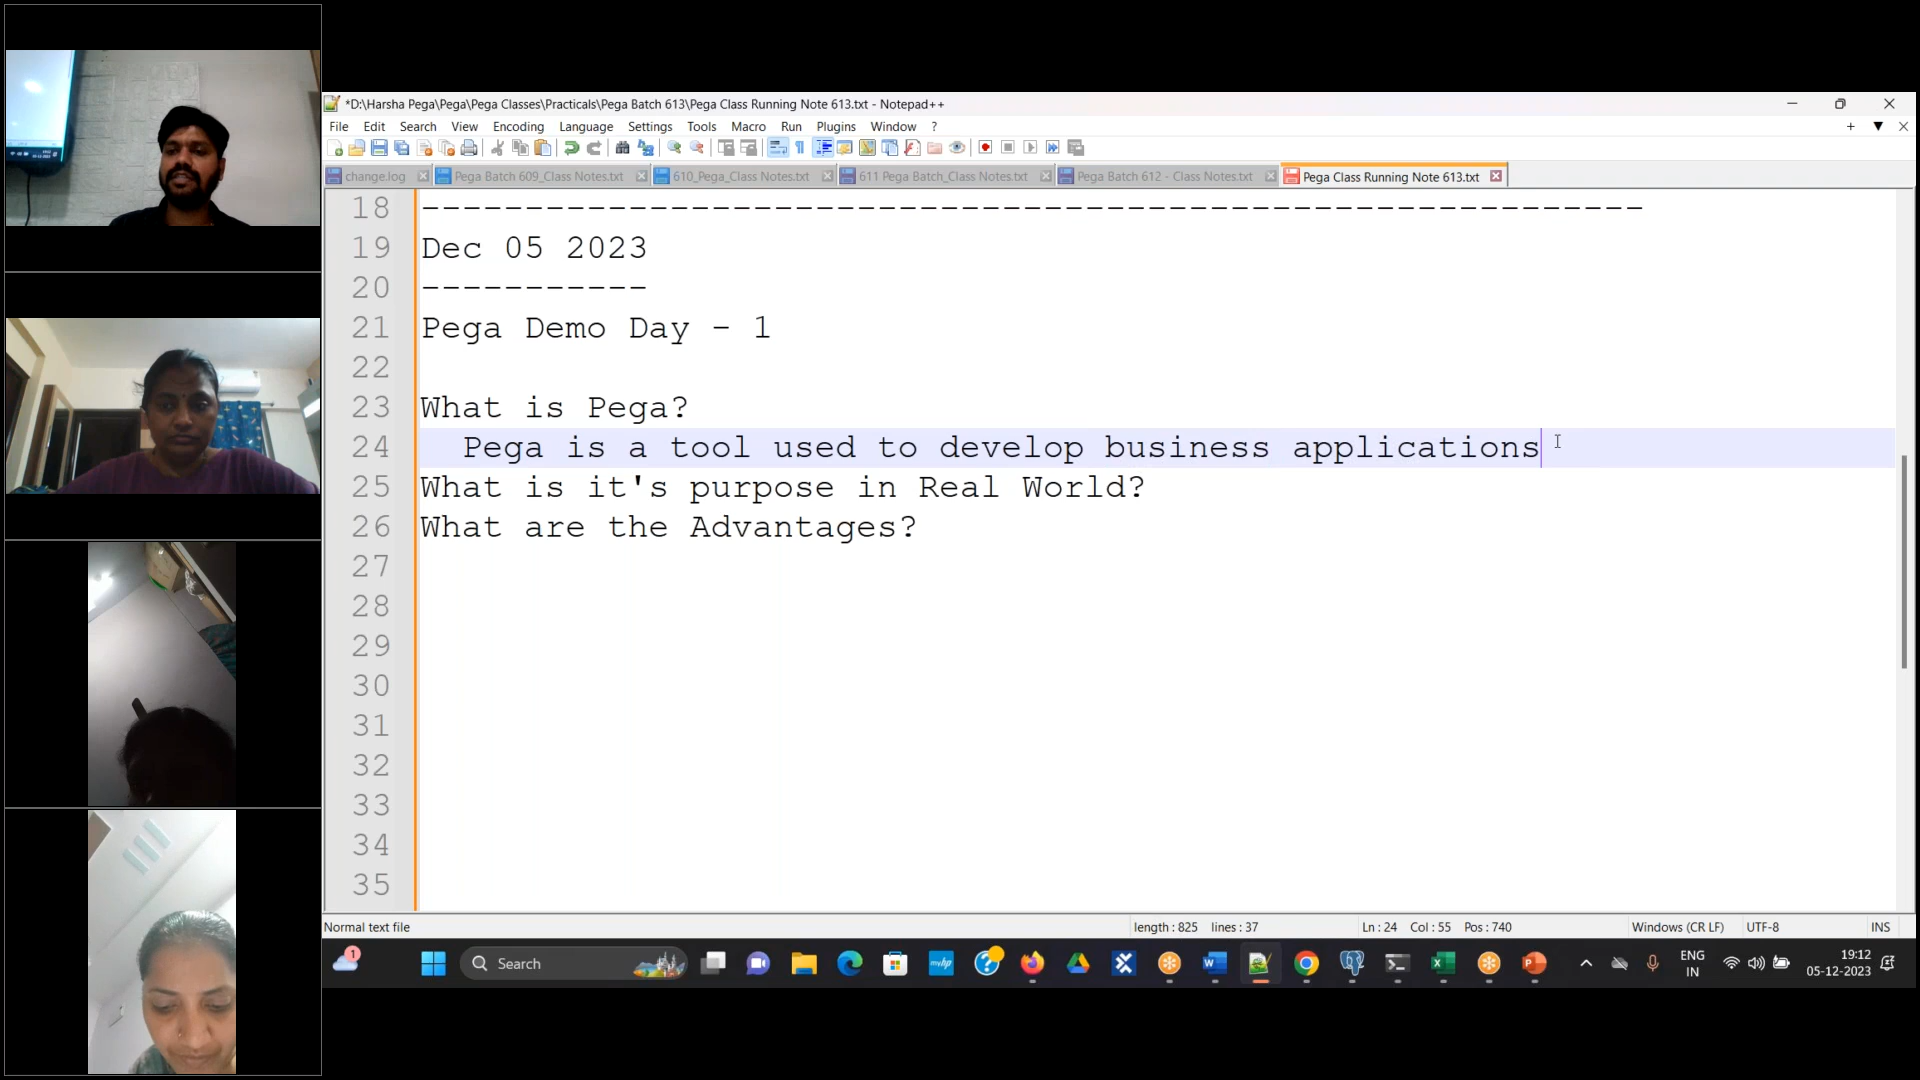 *D:\Harsha Pega\Pega\Pega Classes\Practicals\Pega Batch 613\Pega Class Running Note 613.txt - Notepad++
File Edit Search View Encoding Language Settings Tools Macro Run Plugins Window ?
change.log Pega Batch 609_Class Notes.txt 610_Pega_Class Notes.txt 611 Pega Batch_Class Notes.txt Pega Batch 612 - Class Notes.txt Pega Class Running Note 613.txt
18 -----------------------------------------------------------
19 Dec 05 2023
20 -----------
21 Pega Demo Day - 1
22
23 What is Pega?
24 Pega is a tool used to develop business applications
25 What is it's purpose in Real World?
26 What are the Advantages?
27
28
29
30
31
32
33
34
35
Normal text file length : 825 lines : 37 Ln : 24 Col : 55 Pos : 740 Windows (CR LF) UTF-8 INS
1 Search ENG 19:12
IN 05-12-2023